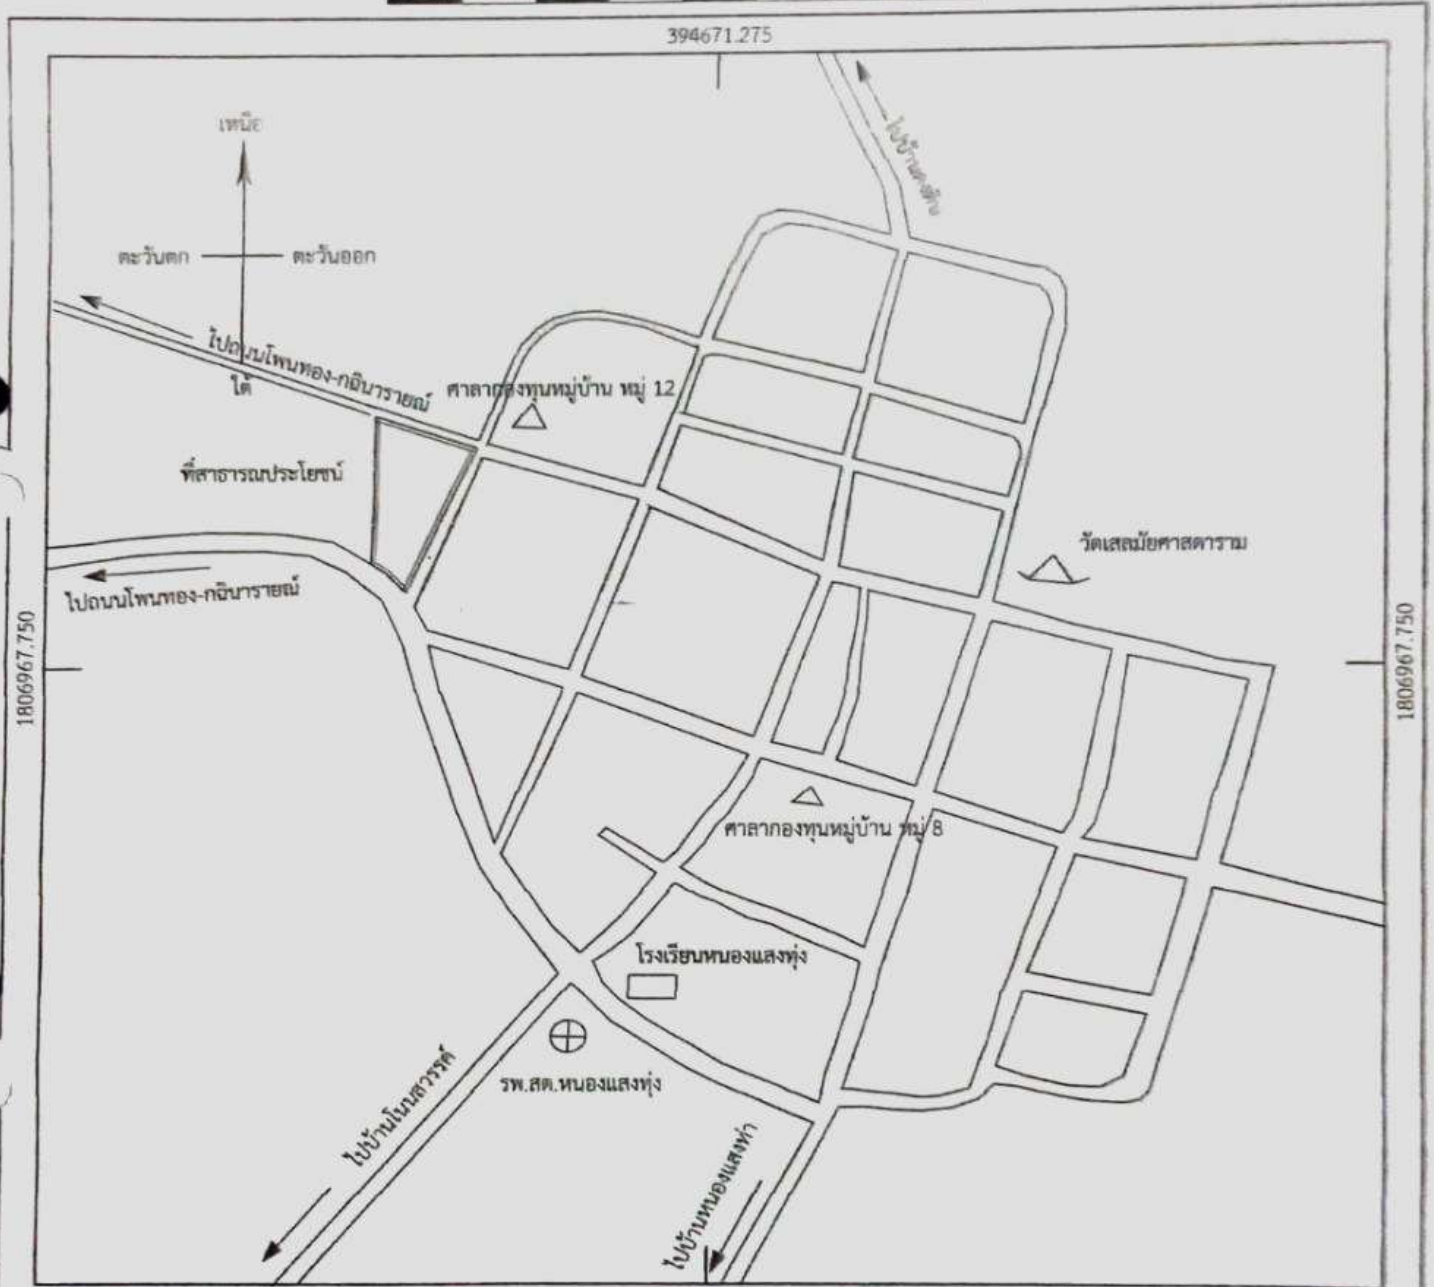 394671.275
เหนือ
ไปบ้านดงดิบ
ตะวันตก
ตะวันออก
ไปถนนโพนทอง-กุฉินารายณ์
ใต้
ศาลากองทุนหมู่บ้าน หมู่ 12
ที่สาธารณประโยชน์
วัดเสลมัยศาสดาราม
ไปถนนโพนทอง-กุฉินารายณ์
1806967.750
1806967.750
ศาลากองทุนหมู่บ้าน หมู่ 8
โรงเรียนหนองแสงทุ่ง
รพ.สต.หนองแสงทุ่ง
ไปบ้านโนนสวรรค์
ไปบ้านหนองแสงท่า